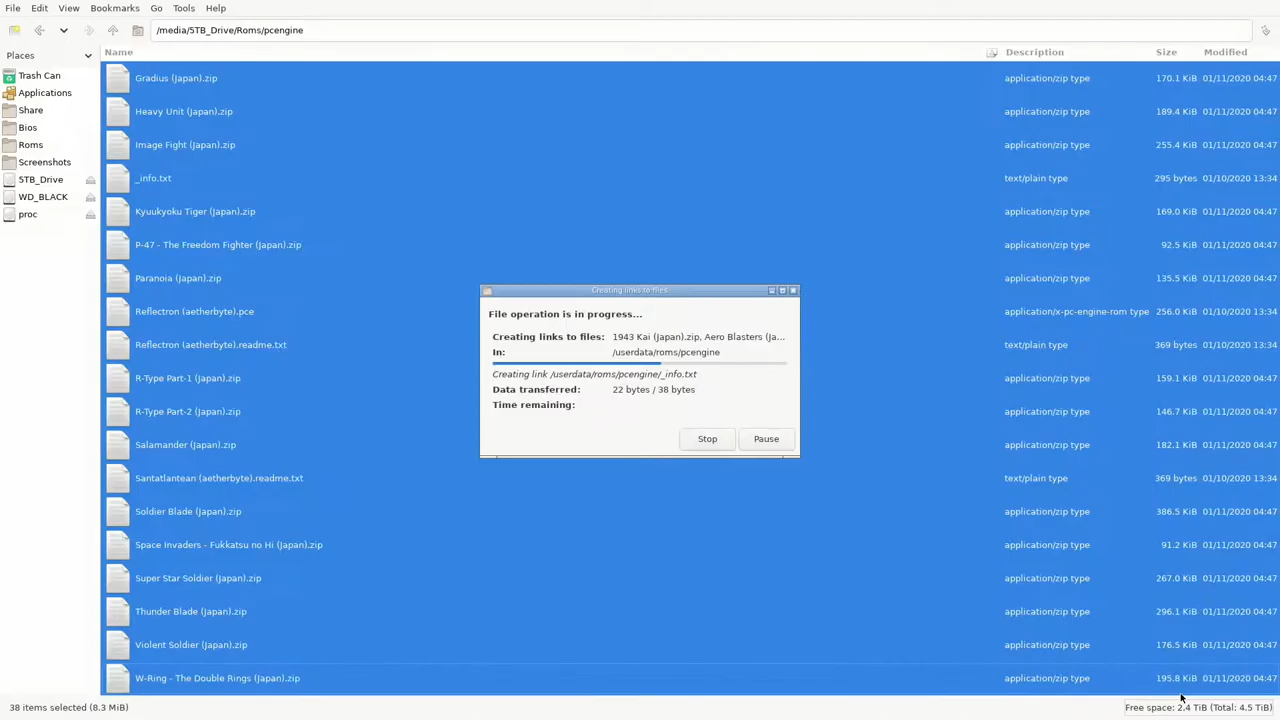 File Edit View Bookmarks Go Tools Help
/media/5TB_Drive/Roms/pcengine
Places
Name Description Size Modified
Trash Can
Applications
Share
Bios
Roms
Screenshots
5TB_Drive
WD_BLACK
proc
Gradius (Japan).zip application/zip type 170.1 KiB 01/11/2020 04:47
Heavy Unit (Japan).zip application/zip type 189.4 KiB 01/11/2020 04:47
Image Fight (Japan).zip application/zip type 255.4 KiB 01/11/2020 04:47
_info.txt text/plain type 295 bytes 01/10/2020 13:34
Kyuukyoku Tiger (Japan).zip application/zip type 169.0 KiB 01/11/2020 04:47
P-47 - The Freedom Fighter (Japan).zip application/zip type 92.5 KiB 01/11/2020 04:47
Paranoia (Japan).zip application/zip type 135.5 KiB 01/11/2020 04:47
Reflectron (aetherbyte).pce application/x-pc-engine-rom type 256.0 KiB 01/10/2020 13:34
Reflectron (aetherbyte).readme.txt text/plain type 369 bytes 01/10/2020 13:34
R-Type Part-1 (Japan).zip application/zip type 159.1 KiB 01/11/2020 04:47
R-Type Part-2 (Japan).zip application/zip type 146.7 KiB 01/11/2020 04:47
Salamander (Japan).zip application/zip type 182.1 KiB 01/11/2020 04:47
Santatlantean (aetherbyte).readme.txt text/plain type 369 bytes 01/10/2020 13:34
Soldier Blade (Japan).zip application/zip type 386.5 KiB 01/11/2020 04:47
Space Invaders - Fukkatsu no Hi (Japan).zip application/zip type 91.2 KiB 01/11/2020 04:47
Super Star Soldier (Japan).zip application/zip type 267.0 KiB 01/11/2020 04:47
Thunder Blade (Japan).zip application/zip type 296.1 KiB 01/11/2020 04:47
Violent Soldier (Japan).zip application/zip type 176.5 KiB 01/11/2020 04:47
W-Ring - The Double Rings (Japan).zip application/zip type 195.8 KiB 01/11/2020 04:47
Creating links to files
File operation is in progress...
Creating links to files: 1943 Kai (Japan).zip, Aero Blasters (Ja...
In: /userdata/roms/pcengine
Creating link /userdata/roms/pcengine/_info.txt
Data transferred: 22 bytes / 38 bytes
Time remaining:
Stop Pause
38 items selected (8.3 MiB) Free space: 2.4 TiB (Total: 4.5 TiB)